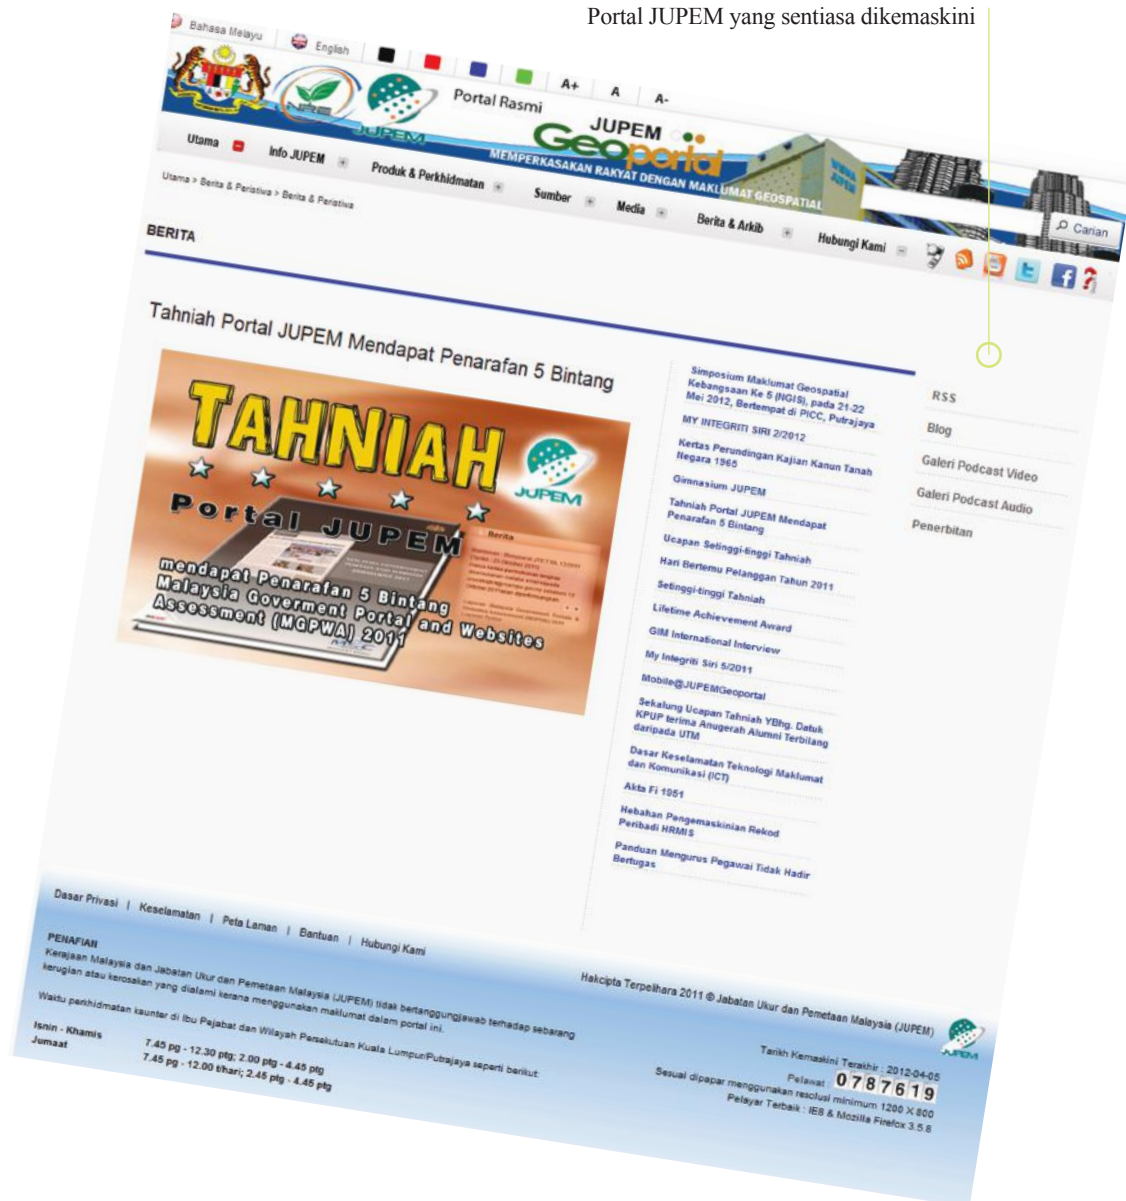 Portal JUPEM yang sentiasa dikemaskini
Bahasa Melayu
English
A+ A A-
NRE
JUPEM
Portal Rasmi
JUPEM
Geoportal
MEMPERKASAKAN RAKYAT DENGAN MAKLUMAT GEOSPATIAL
WISMA
JUPEM
Carian
Utama
Info JUPEM
Produk & Perkhidmatan
Sumber
Media
Berita & Arkib
Hubungi Kami
Utama > Berita & Peristiwa > Berita & Peristiwa
BERITA
Tahniah Portal JUPEM Mendapat Penarafan 5 Bintang
TAHNIAH
JUPEM
Portal JUPEM
Berita
mendapat Penarafan 5 Bintang
Malaysia Goverment Portal and Websites
Assessment (MGPWA) 2011
Simposium Maklumat Geospatial
Kebangsaan Ke 5 (NGIS), pada 21-22
Mei 2012, Bertempat di PICC, Putrajaya
MY INTEGRITI SIRI 2/2012
Kertas Perundingan Kajian Kanun Tanah
Negara 1965
Gimnasium JUPEM
Tahniah Portal JUPEM Mendapat
Penarafan 5 Bintang
Ucapan Setinggi-tinggi Tahniah
Hari Bertemu Pelanggan Tahun 2011
Setinggi-tinggi Tahniah
Lifetime Achievement Award
GIM International Interview
My Integriti Siri 5/2011
Mobile@JUPEMGeoportal
Sekalung Ucapan Tahniah YBhg. Datuk
KPUP terima Anugerah Alumni Terbilang
daripada UTM
Dasar Keselamatan Teknologi Maklumat
dan Komunikasi (ICT)
Akta Fi 1951
Hebahan Pengemaskinian Rekod
Peribadi HRMIS
Panduan Mengurus Pegawai Tidak Hadir
Bertugas
RSS
Blog
Galeri Podcast Video
Galeri Podcast Audio
Penerbitan
Dasar Privasi | Keselamatan | Peta Laman | Bantuan | Hubungi Kami
PENAFIAN
Kerajaan Malaysia dan Jabatan Ukur dan Pemetaan Malaysia (JUPEM) tidak bertanggungjawab terhadap sebarang
kerugian atau kerosakan yang dialami kerana menggunakan maklumat dalam portal ini.
Waktu perkhidmatan kaunter di Ibu Pejabat dan Wilayah Persekutuan Kuala Lumpur/Putrajaya seperti berikut:
Isnin - Khamis 7.45 pg - 12.30 ptg; 2.00 ptg - 4.45 ptg
Jumaat 7.45 pg - 12.00 t/hari; 2.45 ptg - 4.45 ptg
Hakcipta Terpelihara 2011 © Jabatan Ukur dan Pemetaan Malaysia (JUPEM)
JUPEM
Tarikh Kemaskini Terakhir : 2012-04-05
Pelawat : 0787619
Sesuai dipapar menggunakan resolusi minimum 1200 X 800
Pelayar Terbaik : IE8 & Mozilla Firefox 3.5.8